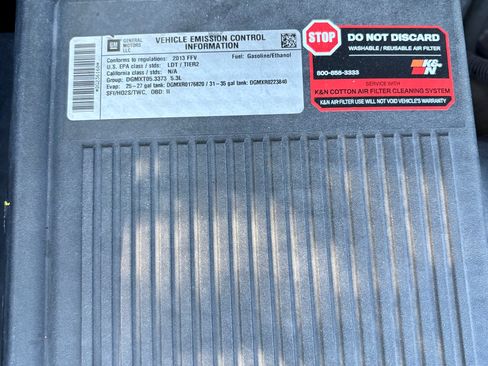 GM
GENERAL
MOTORS
LLC
VEHICLE EMISSION CONTROL
INFORMATION
Conforms to regulations: 2013 FFV Fuel: Gasoline/Ethanol
U.S. EPA class / stds: LDT / TIER2
California class / stds: N/A
Group: DGMXT05.3373 5.3L
Evap: 25-27 gal tank: DGMXR0176820 / 31-35 gal tank: DGMXR0223840
SFI/HO2S/TWC, OBD: II
STOP
DO NOT DISCARD
WASHABLE / REUSABLE AIR FILTER
800-858-3333
K&N
SERVICE WITH
K&N COTTON AIR FILTER CLEANING SYSTEM
K&N AIR FILTER USE WILL NOT VOID VEHICLE'S WARRANTY